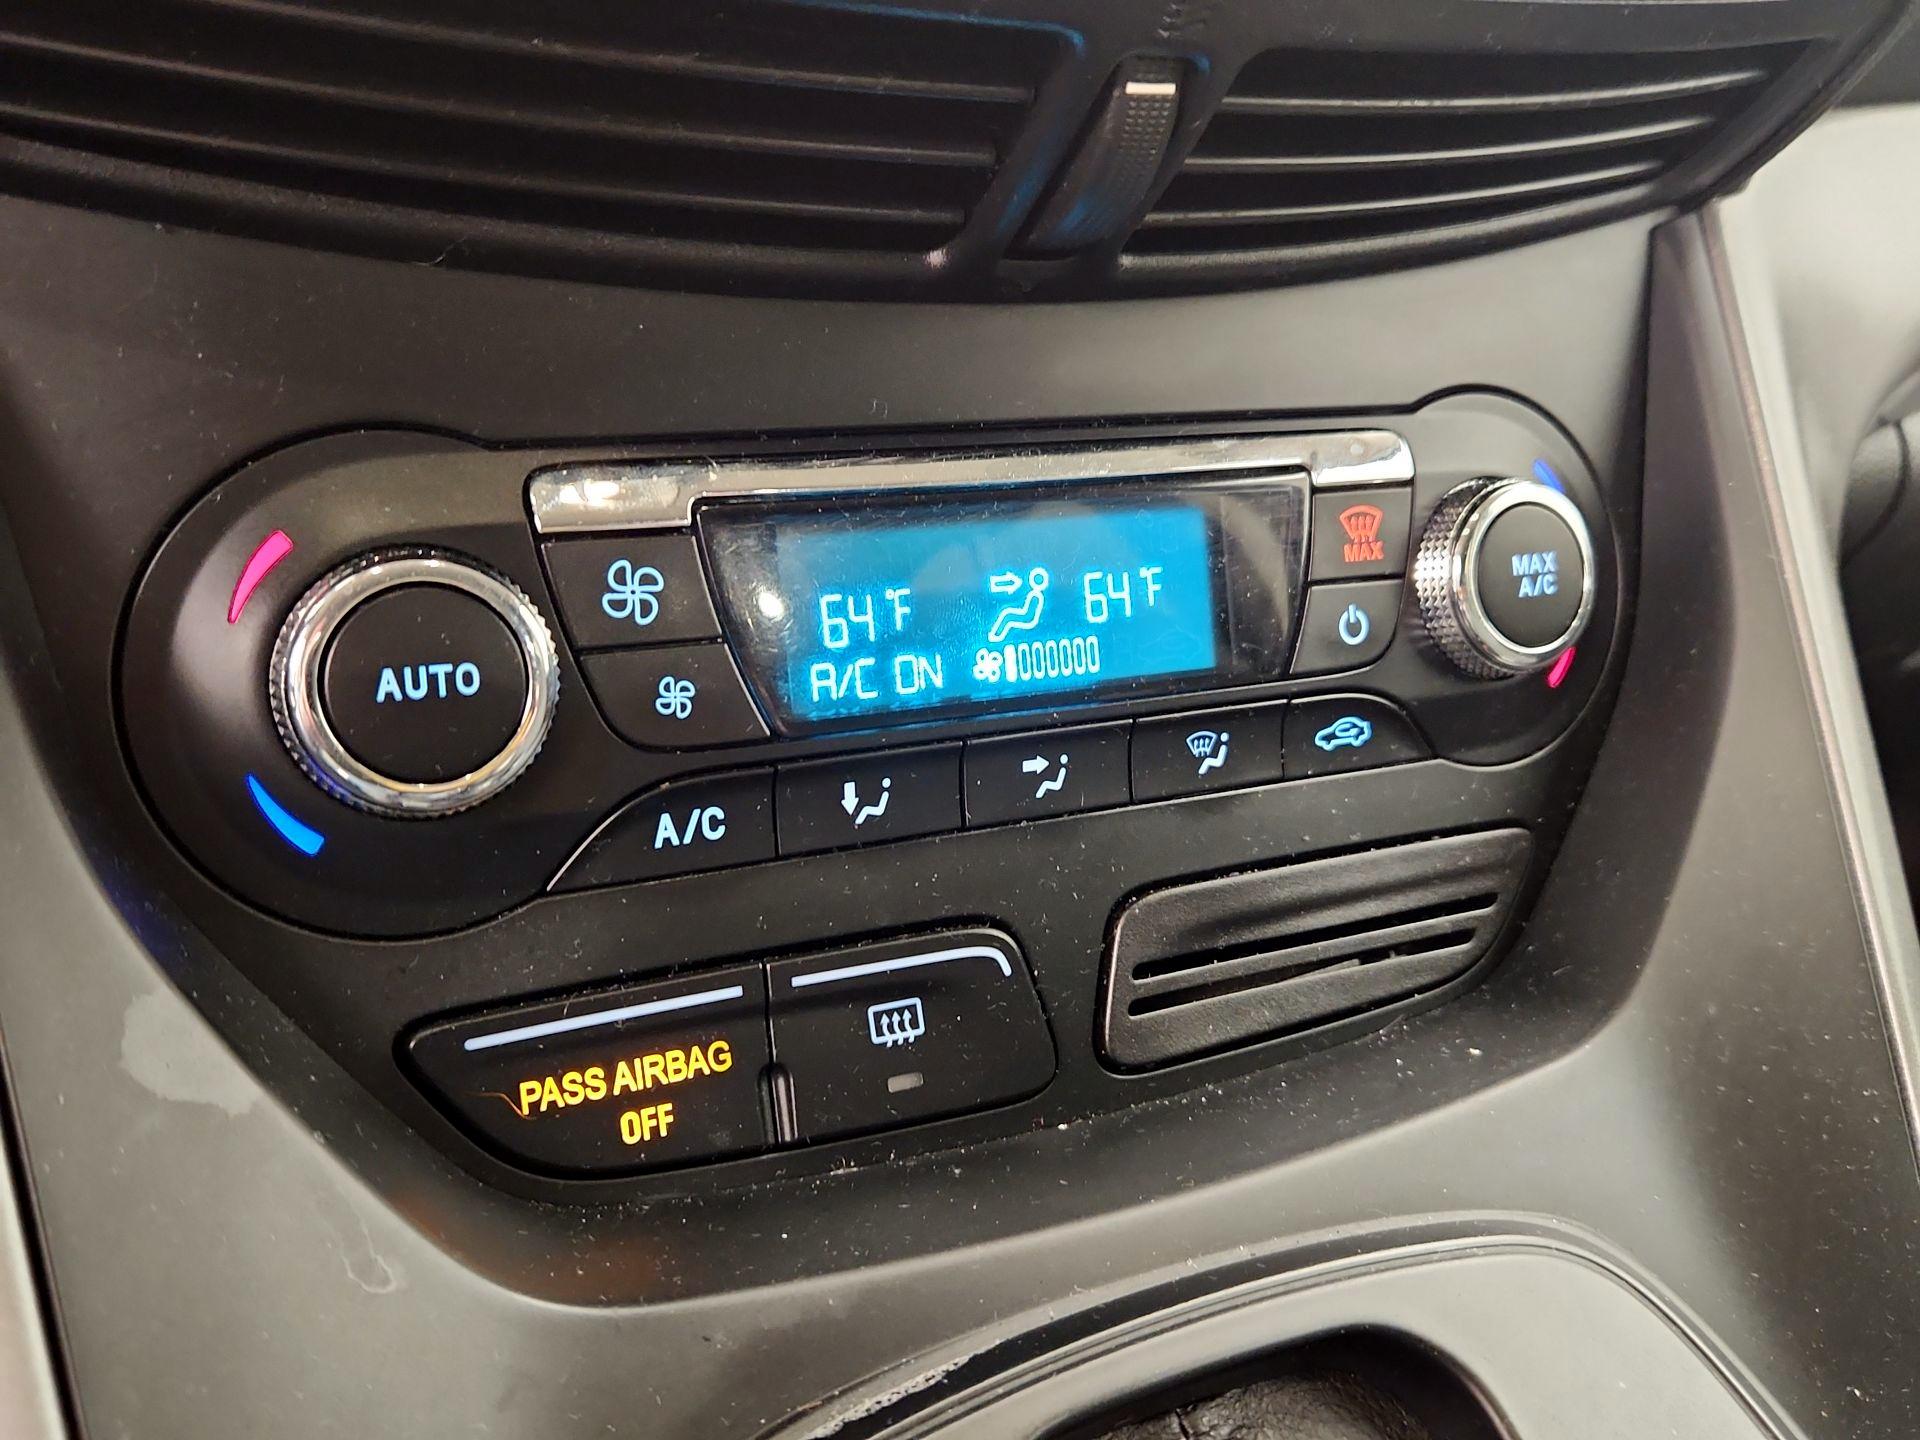 AUTO
64°F
64°F
A/C ON
MAX
MAX
A/C
A/C
PASS AIRBAG
OFF